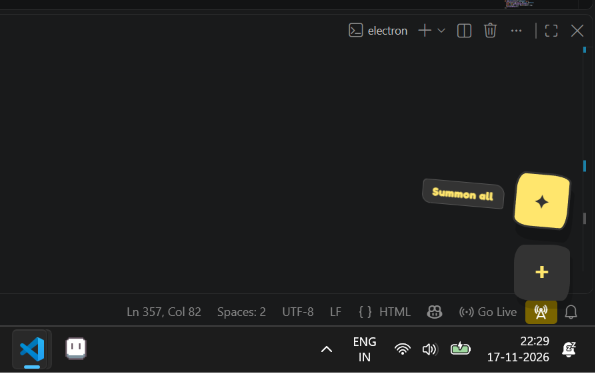 electron
Summon all
Ln 357, Col 82 Spaces: 2 UTF-8 LF { } HTML Go Live
ENG 22:29
IN 17-11-2026